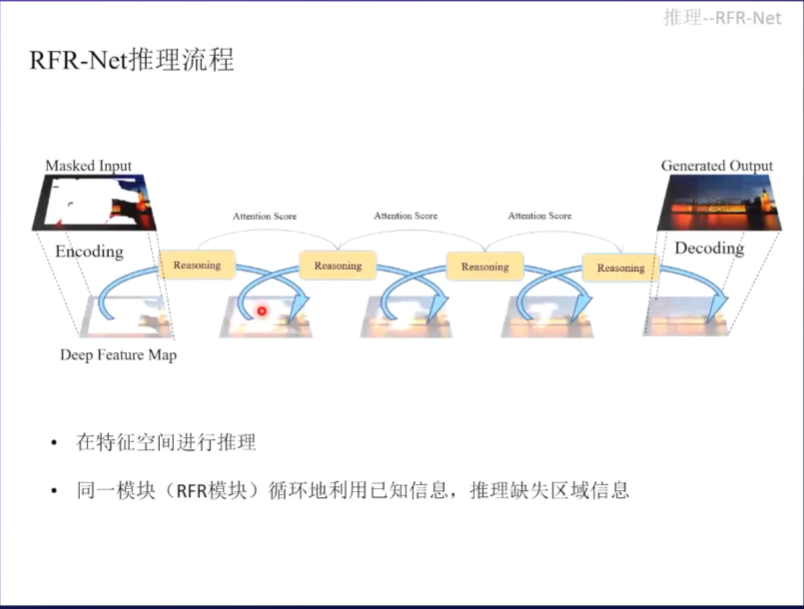 推理--RFR-Net
RFR-Net推理流程
Masked Input
Generated Output
Attention Score
Attention Score
Attention Score
Encoding
Decoding
Reasoning
Reasoning
Reasoning
Reasoning
Deep Feature Map
• 在特征空间进行推理
• 同一模块（RFR模块）循环地利用已知信息，推理缺失区域信息